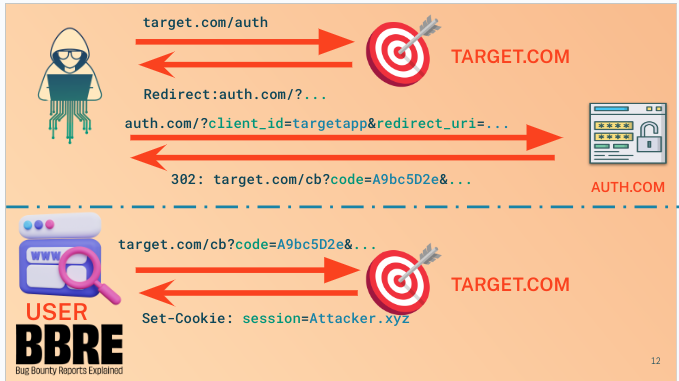 target.com/auth
TARGET.COM
Redirect:auth.com/?...
auth.com/?client_id=targetapp&redirect_uri=...
****
****
302: target.com/cb?code=A9bc5D2e&...
AUTH.COM
WWW
target.com/cb?code=A9bc5D2e&...
TARGET.COM
USER
Set-Cookie: session=Attacker.xyz
BBRE
Bug Bounty Reports Explained
12